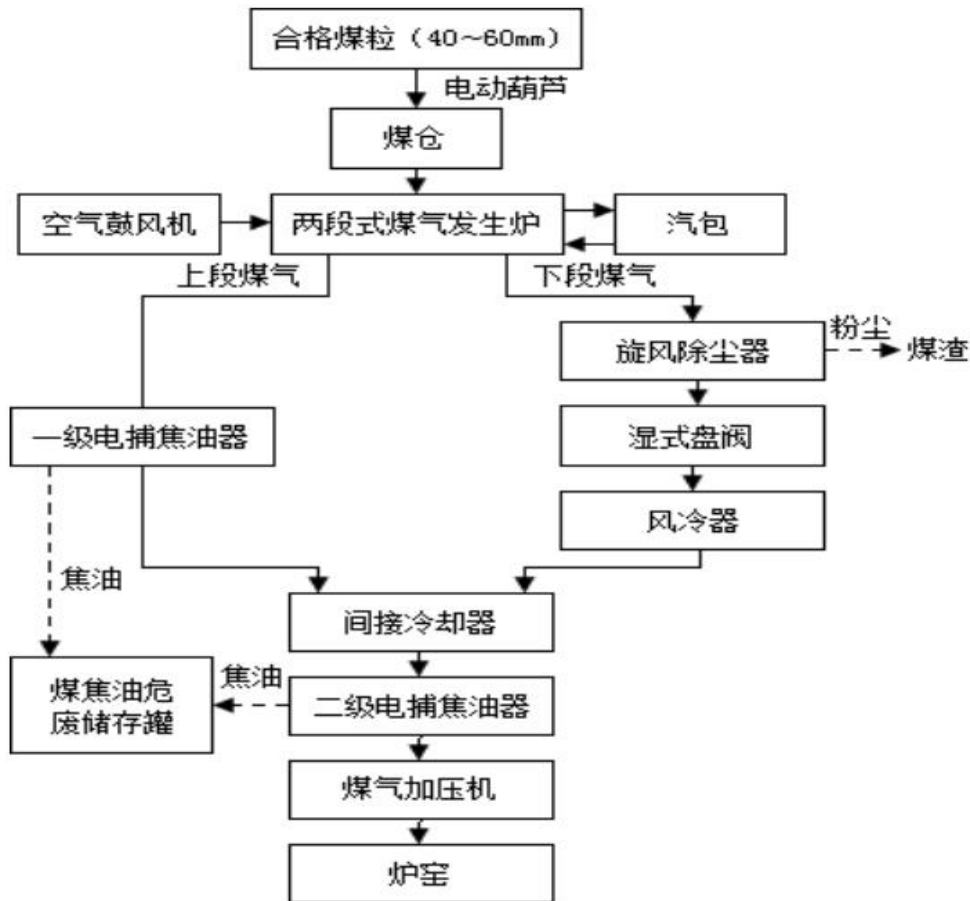 合格煤粒（40～60mm）
电动葫芦
煤仓
空气鼓风机
两段式煤气发生炉
汽包
上段煤气
下段煤气
旋风除尘器
粉尘
煤渣
一级电捕焦油器
湿式盘阀
风冷器
焦油
间接冷却器
煤焦油危
废储存罐
焦油
二级电捕焦油器
煤气加压机
炉窑